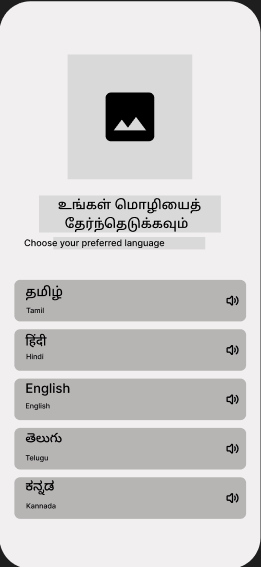 உங்கள் மொழியைத்
தேர்ந்தெடுக்கவும்
Choose your preferred language
தமிழ்
Tamil
हिंदी
Hindi
English
English
తెలుగు
Telugu
ಕನ್ನಡ
Kannada